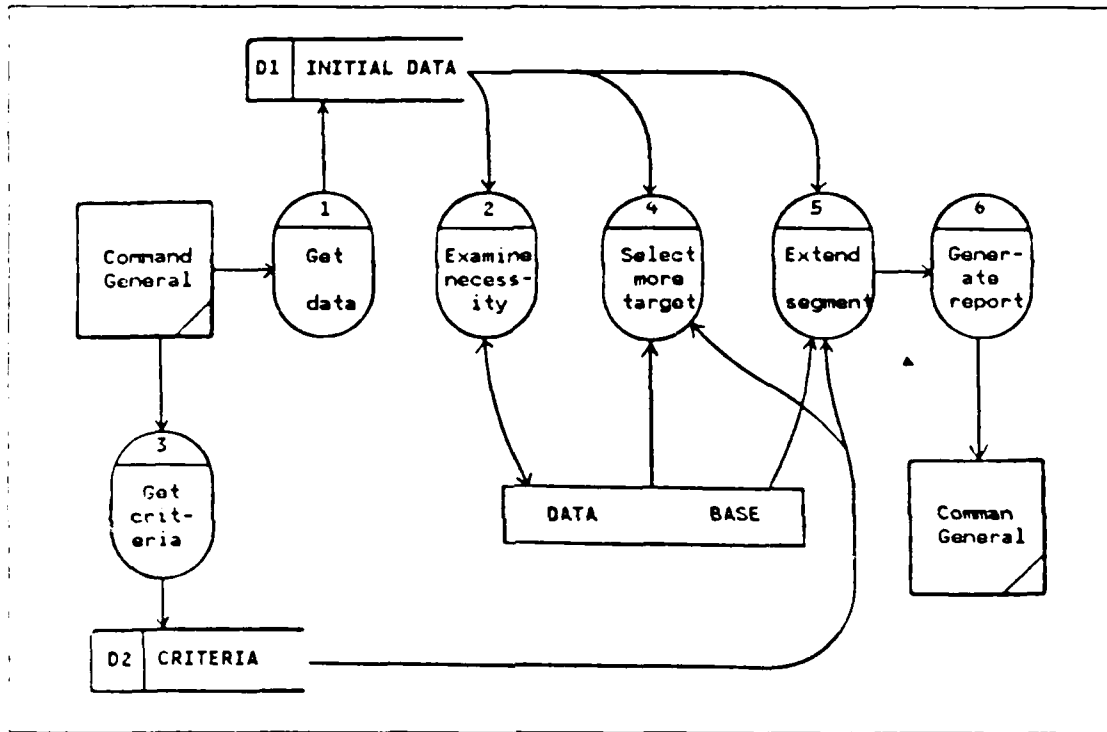 D1 INITIAL DATA
Command
General
1
Get
data
2
Examine
necess-
ity
4
Select
more
target
5
Extend
segment
6
Gener-
ate
report
3
Get
crit-
eria
DATA BASE
Comman
General
D2 CRITERIA